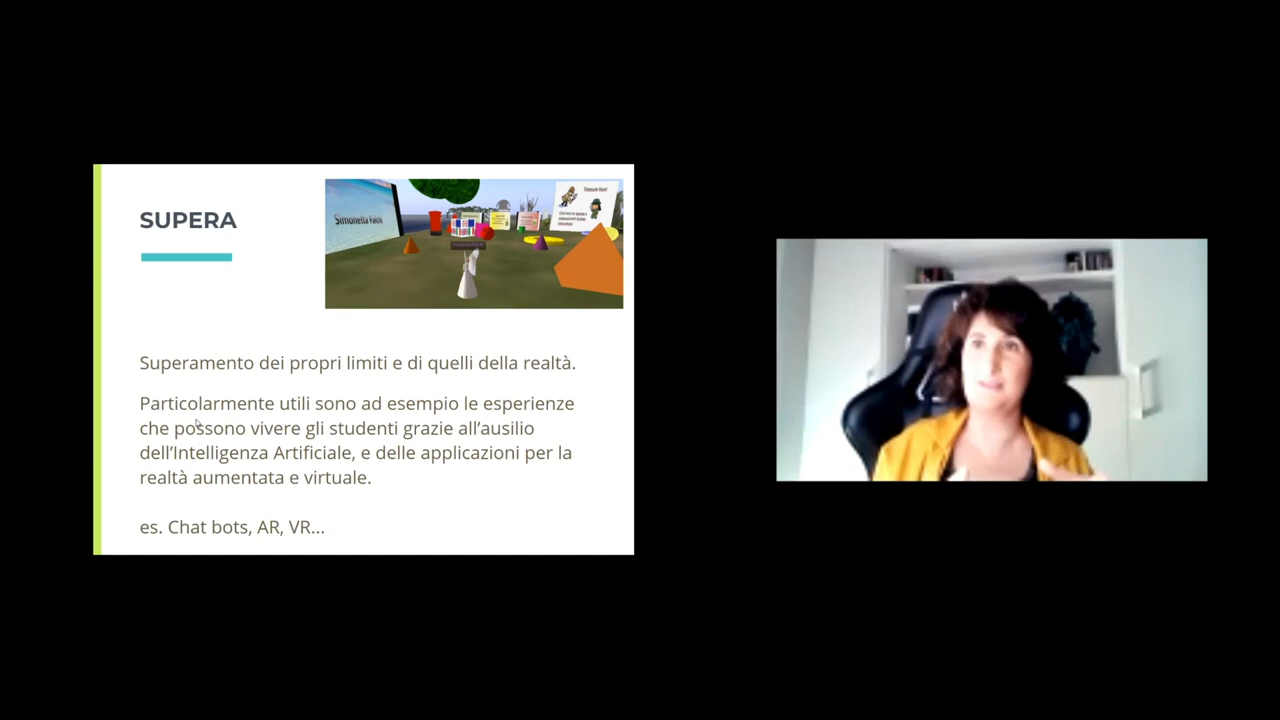 SUPERA
Simonetta Falchi
Treasure Hunt
Superamento dei propri limiti e di quelli della realtà.
Particolarmente utili sono ad esempio le esperienze
che possono vivere gli studenti grazie all’ausilio
dell’Intelligenza Artificiale, e delle applicazioni per la
realtà aumentata e virtuale.
es. Chat bots, AR, VR...